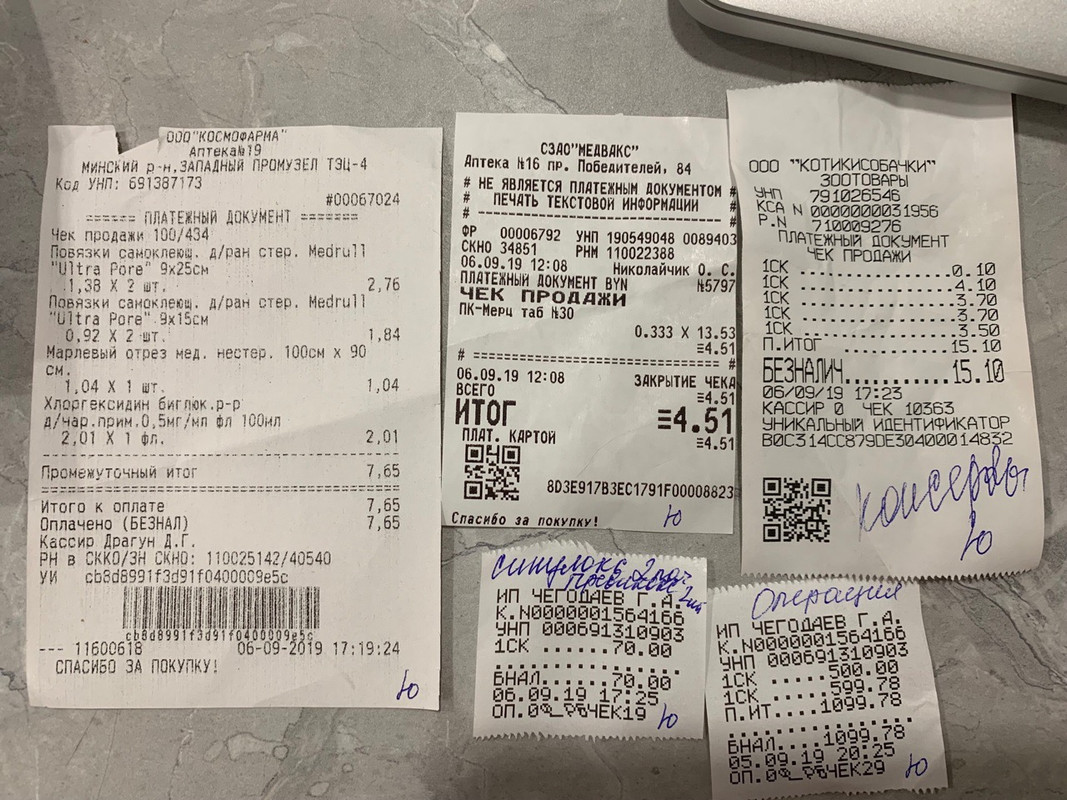 ООО"КОСМОФАРМА"
Аптека№19
МИНСКИЙ р-н,ЗАПАДНЫЙ ПРОМУЗЕЛ ТЭЦ-4
Код УНП: 691387173
#00067024
====== ПЛАТЕЖНЫЙ ДОКУМЕНТ =======
Чек продажи 100/434
Повязки самоклеющ. д/ран стер. Medrull
"Ultra Pore" 9x25см
1,38 X 2 шт. 2,76
Повязки самоклеющ. д/ран стер. Medrull
"Ultra Pore" 9x15см
0,92 X 2 шт. 1,84
Марлевый отрез мед. нестер. 100см x 90
см.
1,04 X 1 шт. 1,04
Хлоргексидин биглюк.р-р
д/нар.прим.0,5мг/мл фл 100мл
2,01 X 1 фл. 2,01
Промежуточный итог 7,65
Итого к оплате 7,65
Оплачено (БЕЗНАЛ) 7,65
Кассир Драгун Д.Г.
РН в СККО/ЗН СКНО: 110025142/40540
УИ cb8d8991f3d91f0400009e5c
cb8d8991f3d91f0400009e5c
--- 11600618 06-09-2019 17:19:24
СПАСИБО ЗА ПОКУПКУ!
Ю
СЗАО"МЕДВАКС"
Аптека №16 пр. Победителей, 84
# НЕ ЯВЛЯЕТСЯ ПЛАТЕЖНЫМ ДОКУМЕНТОМ #
# ПЕЧАТЬ ТЕКСТОВОЙ ИНФОРМАЦИИ #
ФР 00006792 УНП 190549048 0089403
СКНО 34851 РНМ 110022388
06.09.19 12:08 Николайчик О. С.
ПЛАТЕЖНЫЙ ДОКУМЕНТ BYN №5797
ЧЕК ПРОДАЖИ
ПК-Мерц таб №30
0.333 X 13.53
≡4.51
06.09.19 12:08 ЗАКРЫТИЕ ЧЕКА
ВСЕГО ≡4.51
ИТОГ ≡4.51
ПЛАТ. КАРТОЙ ≡4.51
8D3E917B3EC1791F00008823
Спасибо за покупку!
Ю
ООО "КОТИКИСОБАЧКИ"
ЗООТОВАРЫ
УНП 791026546
КСА N 0000000031956
Р.N 710009276
ПЛАТЕЖНЫЙ ДОКУМЕНТ
ЧЕК ПРОДАЖИ
1СК ................0.10
1СК ................4.10
1СК ................3.70
1СК ................3.70
1СК ................3.50
П.ИТОГ ............15.10
БЕЗНАЛИЧ...........15.10
06/09/19 17:23
КАССИР 0 ЧЕК 10363
УНИКАЛЬНЫЙ ИДЕНТИФИКАТОР
B0C314CC879DE30400014832
консервы
Ю
синулокс 2
2шт
ИП ЧЕГОДАЕВ Г.А.
К.N0000001564166
УНП 000691310903
1СК .....70.00
БНАЛ.....70.00
06.09.19 17:25
ЧЕК19
Ю
Операция
ИП ЧЕГОДАЕВ Г.А.
К.N0000001564166
УНП 000691310903
1СК .....500.00
1СК .....599.78
П.ИТ....1099.78
БНАЛ....1099.78
05.09.19 20:25
ЧЕК29
Ю